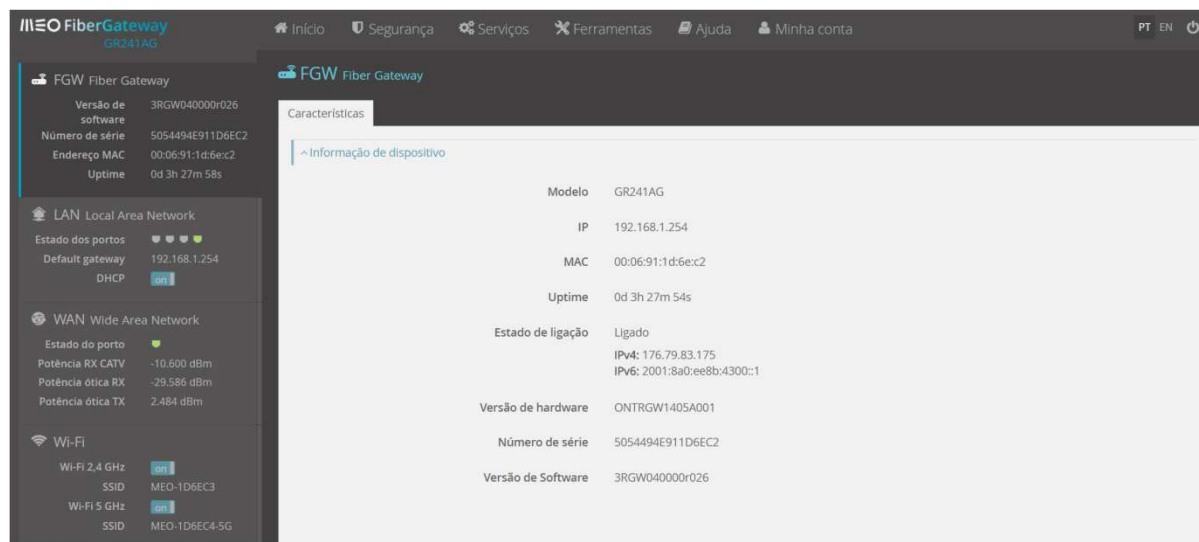 MEO FiberGateway
GR241AG
Início Segurança Serviços Ferramentas Ajuda Minha conta PT EN
FGW Fiber Gateway
Versão de software 3RGW040000r026
Número de série 5054494E911D6EC2
Endereço MAC 00:06:91:1d:6e:c2
Uptime 0d 3h 27m 58s
LAN Local Area Network
Estado dos portos
Default gateway 192.168.1.254
DHCP on
WAN Wide Area Network
Estado do porto
Potência RX CATV -10.600 dBm
Potência ótica RX -29.586 dBm
Potência ótica TX 2.484 dBm
Wi-Fi
Wi-Fi 2,4 GHz on
SSID MEO-1D6EC3
Wi-Fi 5 GHz on
SSID MEO-1D6EC4-5G
FGW Fiber Gateway
Características
Informação de dispositivo
Modelo GR241AG
IP 192.168.1.254
MAC 00:06:91:1d:6e:c2
Uptime 0d 3h 27m 54s
Estado de ligação Ligado
IPv4: 176.79.83.175
IPv6: 2001:8a0:ee8b:4300::1
Versão de hardware ONTRGW1405A001
Número de série 5054494E911D6EC2
Versão de Software 3RGW040000r026